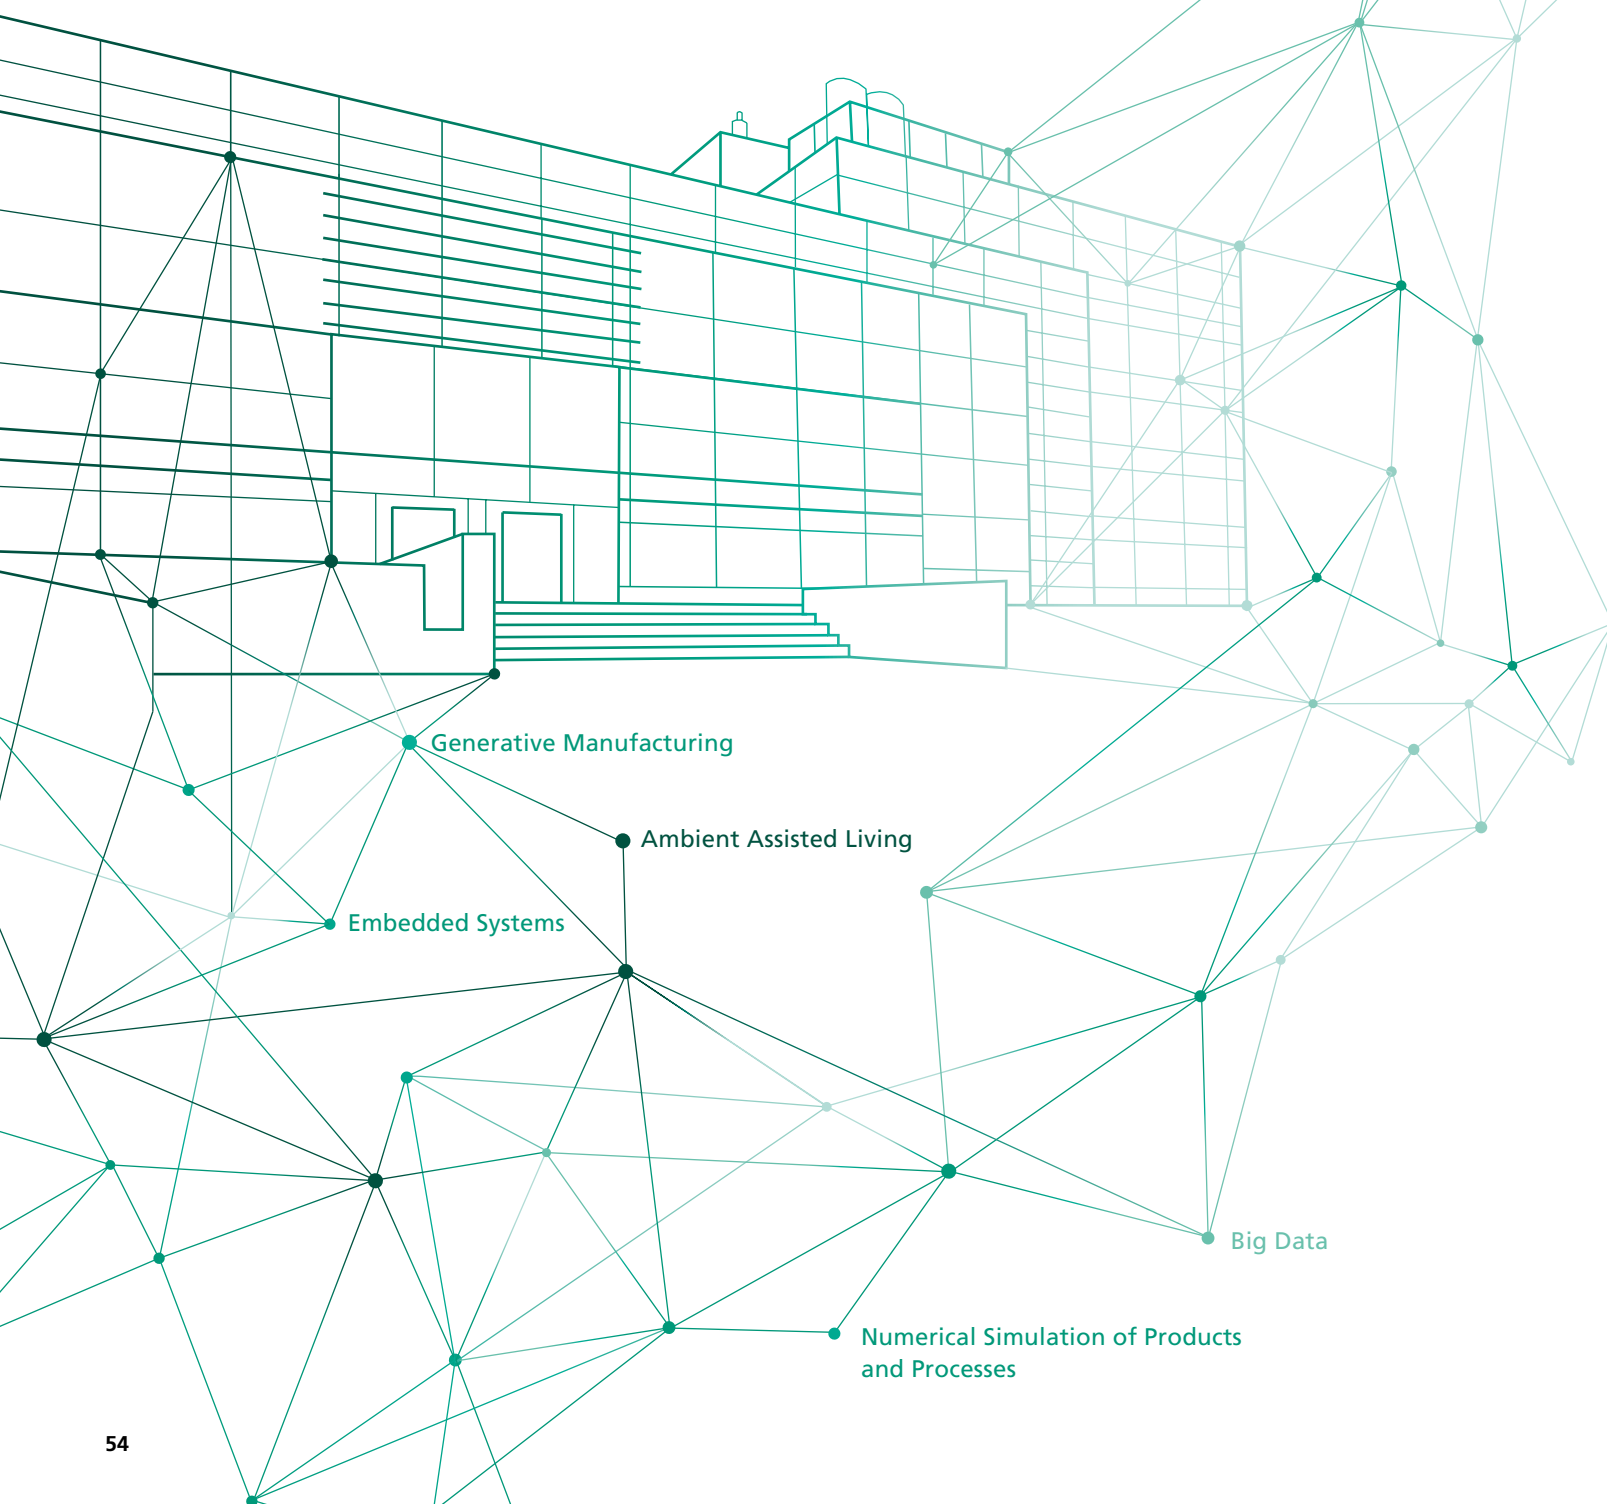 Generative Manufacturing
Ambient Assisted Living
Embedded Systems
Big Data
Numerical Simulation of Products
and Processes
54